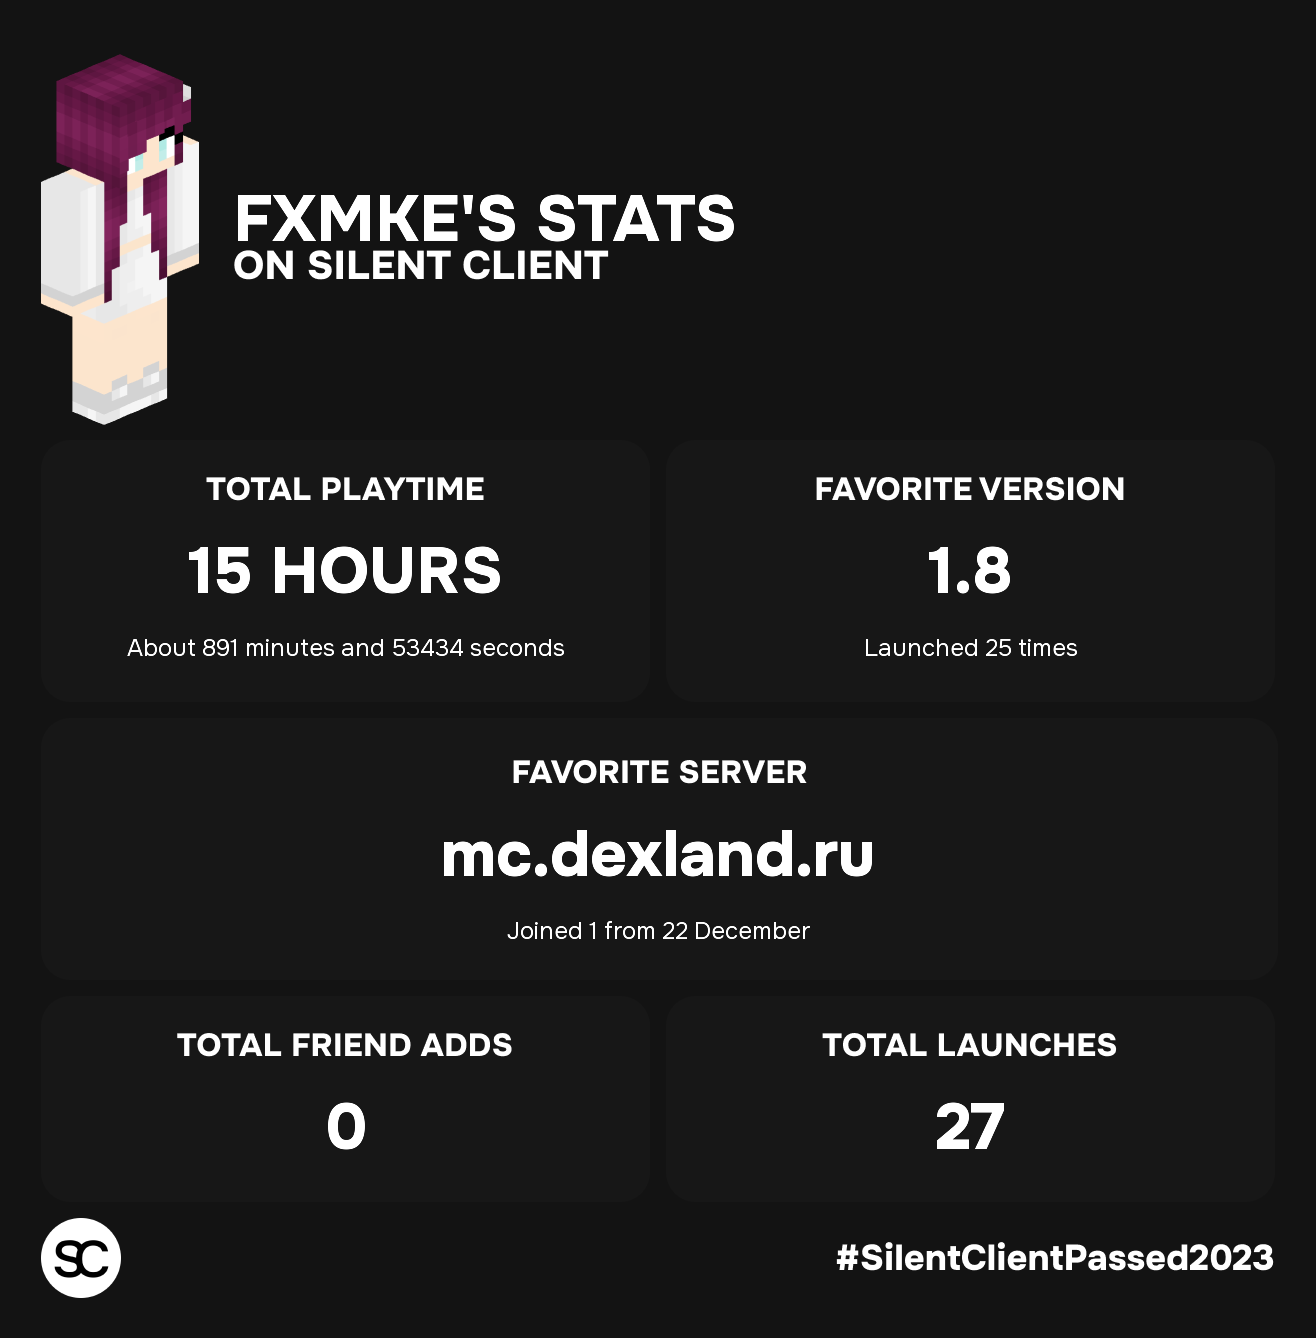 FXMKE'S STATS
ON SILENT CLIENT
TOTAL PLAYTIME
15 HOURS
About 891 minutes and 53434 seconds
FAVORITE VERSION
1.8
Launched 25 times
FAVORITE SERVER
mc.dexland.ru
Joined 1 from 22 December
TOTAL FRIEND ADDS
0
TOTAL LAUNCHES
27
SC
#SilentClientPassed2023